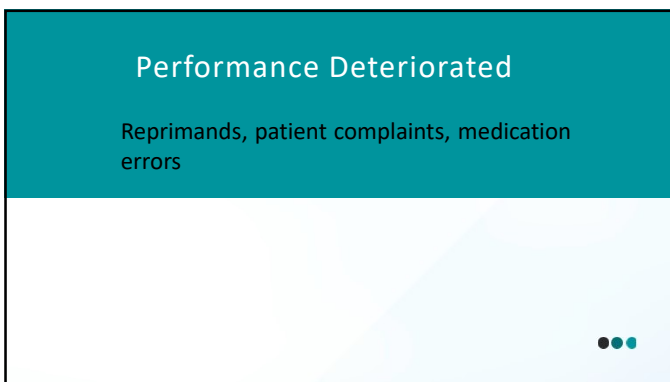 Performance Deteriorated
Reprimands, patient complaints, medication
errors